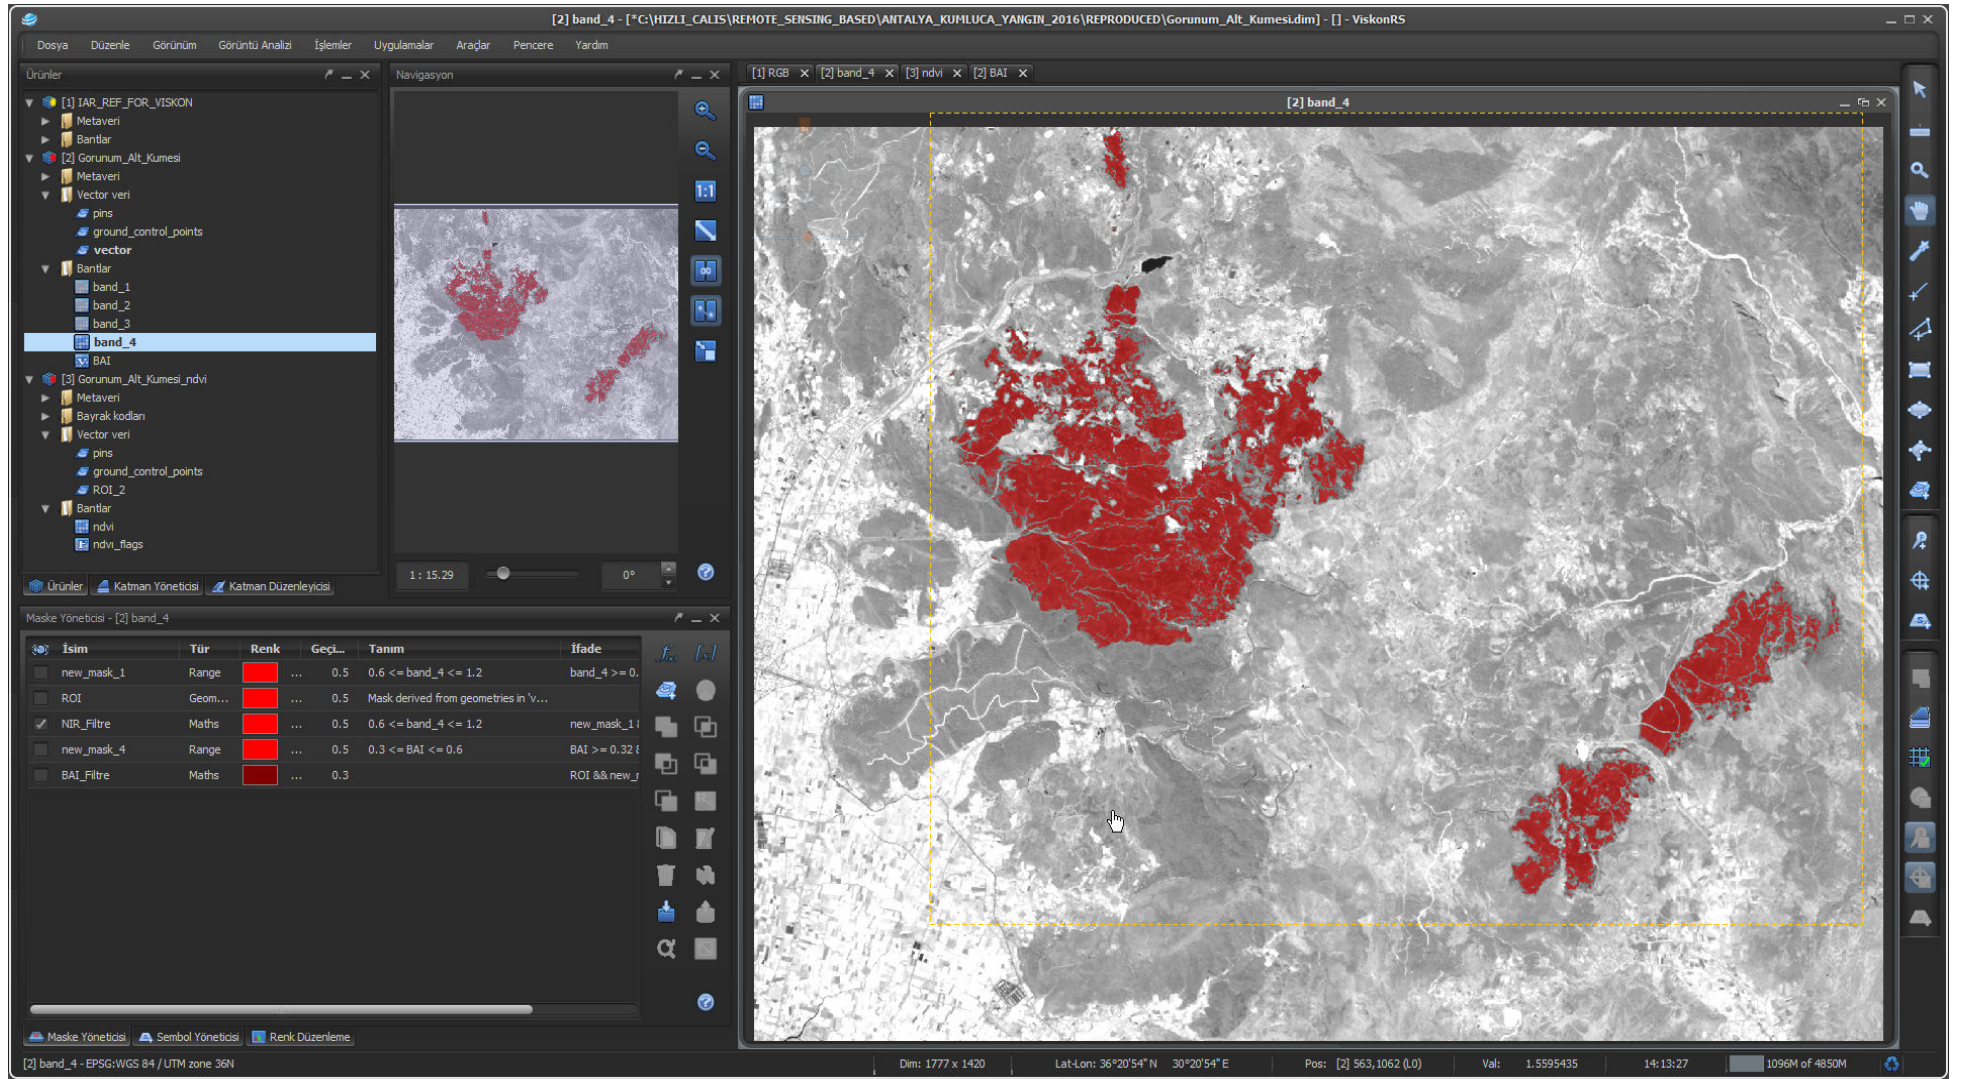 [2] band_4 - [*C:\HIZLI_CALIS\REMOTE_SENSING_BASED\ANTALYA_KUMLUCA_YANGIN_2016\REPRODUCED\Gorunum_Alt_Kumesi.dim] - [] - ViskonRS
Dosya Düzenle Görünüm Görüntü Analizi İşlemler Uygulamalar Araçlar Pencere Yardım
Ürünler
[1] IAR_REF_FOR_VISKON
Metaveri
Bantlar
[2] Gorunum_Alt_Kumesi
Metaveri
Vector veri
pins
ground_control_points
vector
Bantlar
band_1
band_2
band_3
band_4
BAI
[3] Gorunum_Alt_Kumesi_ndvi
Metaveri
Bayrak kodları
Vector veri
pins
ground_control_points
ROI_2
Bantlar
ndvi
ndvi_flags
Ürünler Katman Yöneticisi Katman Düzenleyicisi
Navigasyon
1:1
1 : 15.29 0°
[1] RGB [2] band_4 [3] ndvi [2] BAI
[2] band_4
Maske Yöneticisi - [2] band_4
İsim Tür Renk Geçi... Tanım İfade
new_mask_1 Range ... 0.5 0.6 <= band_4 <= 1.2 band_4 >= 0.
ROI Geom... ... 0.5 Mask derived from geometries in 'v...
NIR_Filtre Maths ... 0.5 0.6 <= band_4 <= 1.2 new_mask_1 &
new_mask_4 Range ... 0.5 0.3 <= BAI <= 0.6 BAI >= 0.32 &
BAI_Filtre Maths ... 0.3 ROI && new_r
Maske Yöneticisi Sembol Yöneticisi Renk Düzenleme
[2] band_4 - EPSG:WGS 84 / UTM zone 36N Dim: 1777 x 1420 Lat-Lon: 36°20'54" N 30°20'54" E Pos: [2] 563,1062 (L0) Val: 1.5595435 14:13:27 1096M of 4850M